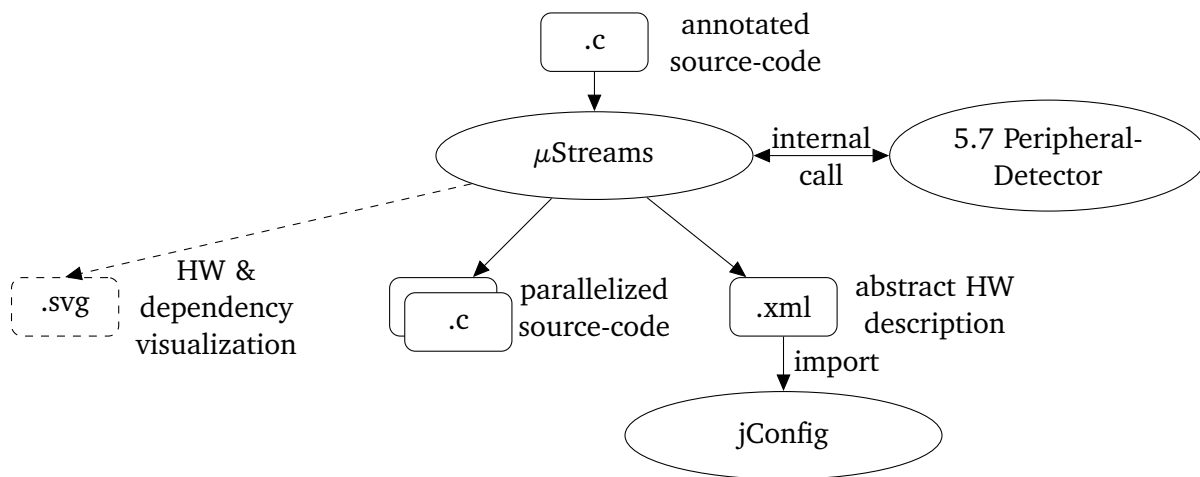 .c
annotated
source-code
μStreams
internal
call
5.7 Peripheral-
Detector
.svg
HW &
dependency
visualization
.c
parallelized
source-code
.xml
abstract HW
description
import
jConfig